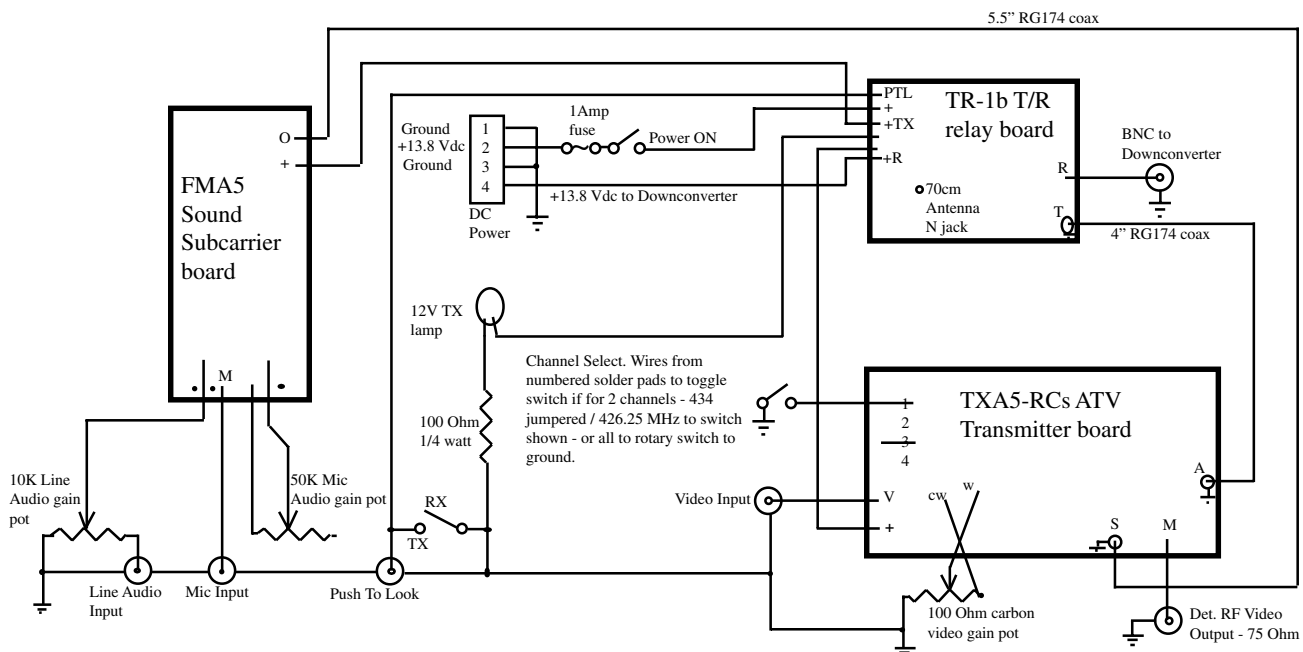 5.5” RG174 coax
O
+
FMA5
Sound
Subcarrier
board
M
Ground
+13.8 Vdc
Ground
1
2
3
4
DC
Power
1Amp
fuse
Power ON
+13.8 Vdc to Downconverter
PTL
+
+TX
+R
TR-1b T/R
relay board
70cm
Antenna
N jack
R
T
BNC to
Downconverter
4” RG174 coax
12V TX
lamp
100 Ohm
1/4 watt
Channel Select. Wires from
numbered solder pads to toggle
switch if for 2 channels - 434
jumpered / 426.25 MHz to switch
shown - or all to rotary switch to
ground.
1
2
3
4
TXA5-RCs ATV
Transmitter board
A
V
+
cw
w
S
M
Video Input
10K Line
Audio gain
pot
50K Mic
Audio gain pot
RX
TX
Line Audio
Input
Mic Input
Push To Look
100 Ohm carbon
video gain pot
Det. RF Video
Output - 75 Ohm